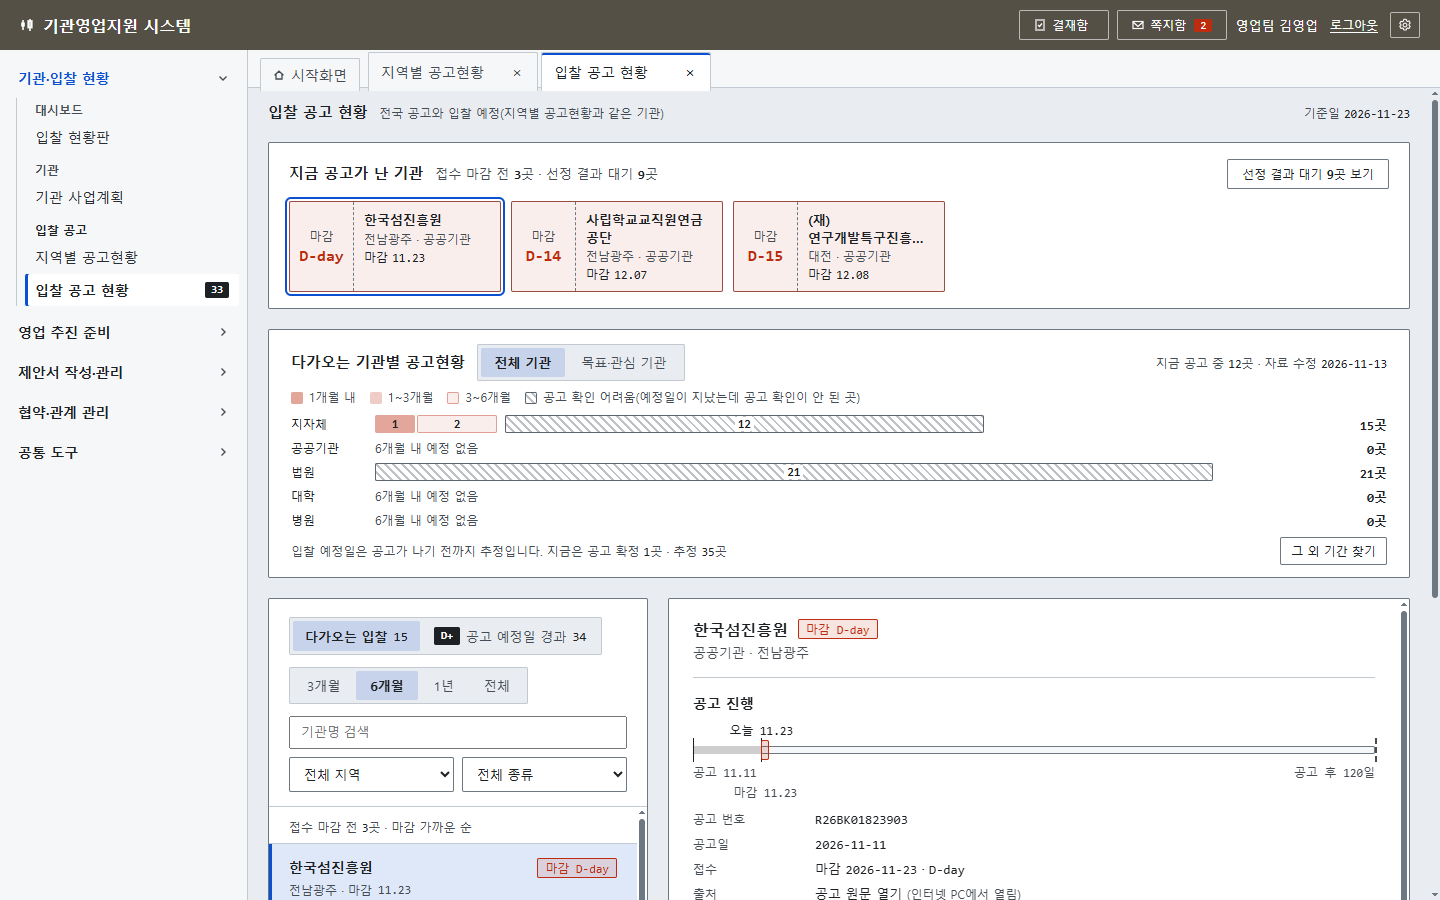 기관영업지원 시스템
결재함
쪽지함 2
영업팀 김영업
로그아웃
기관·입찰 현황
대시보드
입찰 현황판
기관
기관 사업계획
입찰 공고
지역별 공고현황
입찰 공고 현황 33
영업 추진 준비
제안서 작성·관리
협약·관계 관리
공통 도구
시작화면
지역별 공고현황 ×
입찰 공고 현황 ×
입찰 공고 현황 전국 공고와 입찰 예정(지역별 공고현황과 같은 기관)
기준일 2026-11-23
지금 공고가 난 기관 접수 마감 전 3곳 · 선정 결과 대기 9곳
선정 결과 대기 9곳 보기
마감
D-day
한국섬진흥원
전남광주 · 공공기관
마감 11.23
마감
D-14
사립학교교직원연금
공단
전남광주 · 공공기관
마감 12.07
마감
D-15
(재)
연구개발특구진흥...
대전 · 공공기관
마감 12.08
다가오는 기관별 공고현황
전체 기관
목표·관심 기관
지금 공고 중 12곳 · 자료 수정 2026-11-13
1개월 내
1~3개월
3~6개월
공고 확인 어려움(예정일이 지났는데 공고 확인이 안 된 곳)
지자체 1 2 12 15곳
공공기관 6개월 내 예정 없음 0곳
법원 21 21곳
대학 6개월 내 예정 없음 0곳
병원 6개월 내 예정 없음 0곳
입찰 예정일은 공고가 나기 전까지 추정입니다. 지금은 공고 확정 1곳 · 추정 35곳
그 외 기간 찾기
다가오는 입찰 15
D+ 공고 예정일 경과 34
3개월 6개월 1년 전체
기관명 검색
전체 지역
전체 종류
접수 마감 전 3곳 · 마감 가까운 순
한국섬진흥원
마감 D-day
전남광주 · 마감 11.23
한국섬진흥원 마감 D-day
공공기관 · 전남광주
공고 진행
오늘 11.23
공고 11.11
공고 후 120일
마감 11.23
공고 번호 R26BK01823903
공고일 2026-11-11
접수 마감 2026-11-23 · D-day
출처 공고 원문 열기 (인터넷 PC에서 열림)